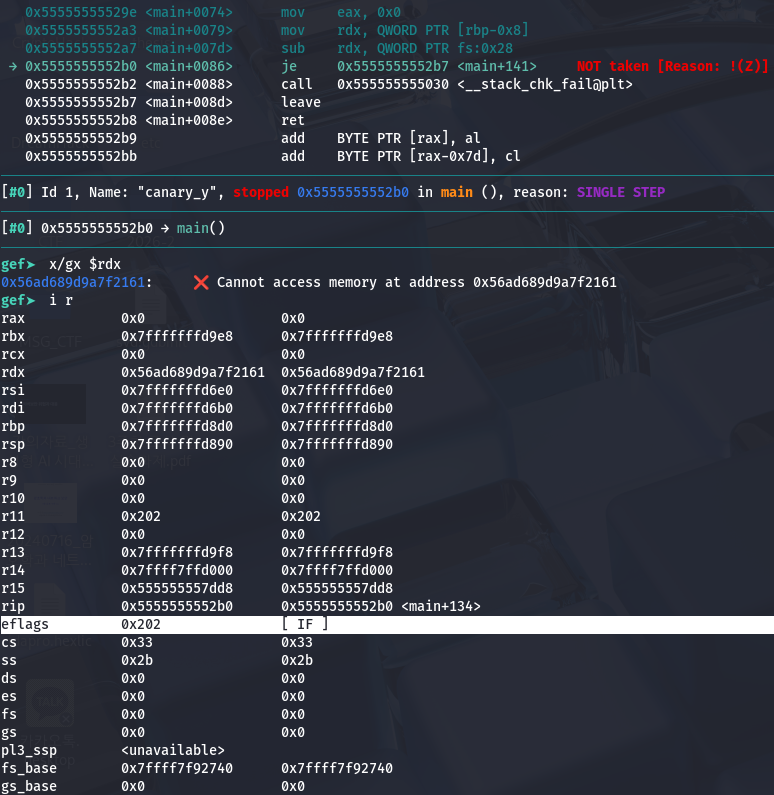 0x55555555529e <main+0074> mov eax, 0x0
0x5555555552a3 <main+0079> mov rdx, QWORD PTR [rbp-0x8]
0x5555555552a7 <main+007d> sub rdx, QWORD PTR fs:0x28
→ 0x5555555552b0 <main+0086> je 0x5555555552b7 <main+141> NOT taken [Reason: !(Z)]
0x5555555552b2 <main+0088> call 0x555555555030 <__stack_chk_fail@plt>
0x5555555552b7 <main+008d> leave
0x5555555552b8 <main+008e> ret
0x5555555552b9 add BYTE PTR [rax], al
0x5555555552bb add BYTE PTR [rax-0x7d], cl
[#0] Id 1, Name: "canary_y", stopped 0x5555555552b0 in main (), reason: SINGLE STEP
[#0] 0x5555555552b0 → main()
gef➤ x/gx $rdx
0x56ad689d9a7f2161: ❌ Cannot access memory at address 0x56ad689d9a7f2161
gef➤ i r
rax 0x0 0x0
rbx 0x7fffffffd9e8 0x7fffffffd9e8
rcx 0x0 0x0
rdx 0x56ad689d9a7f2161 0x56ad689d9a7f2161
rsi 0x7fffffffd6e0 0x7fffffffd6e0
rdi 0x7fffffffd6b0 0x7fffffffd6b0
rbp 0x7fffffffd8d0 0x7fffffffd8d0
rsp 0x7fffffffd890 0x7fffffffd890
r8 0x0 0x0
r9 0x0 0x0
r10 0x0 0x0
r11 0x202 0x202
r12 0x0 0x0
r13 0x7fffffffd9f8 0x7fffffffd9f8
r14 0x7ffff7ffd000 0x7ffff7ffd000
r15 0x555555557dd8 0x555555557dd8
rip 0x5555555552b0 0x5555555552b0 <main+134>
eflags 0x202 [ IF ]
cs 0x33 0x33
ss 0x2b 0x2b
ds 0x0 0x0
es 0x0 0x0
fs 0x0 0x0
gs 0x0 0x0
pl3_ssp <unavailable>
fs_base 0x7ffff7f92740 0x7ffff7f92740
gs_base 0x0 0x0